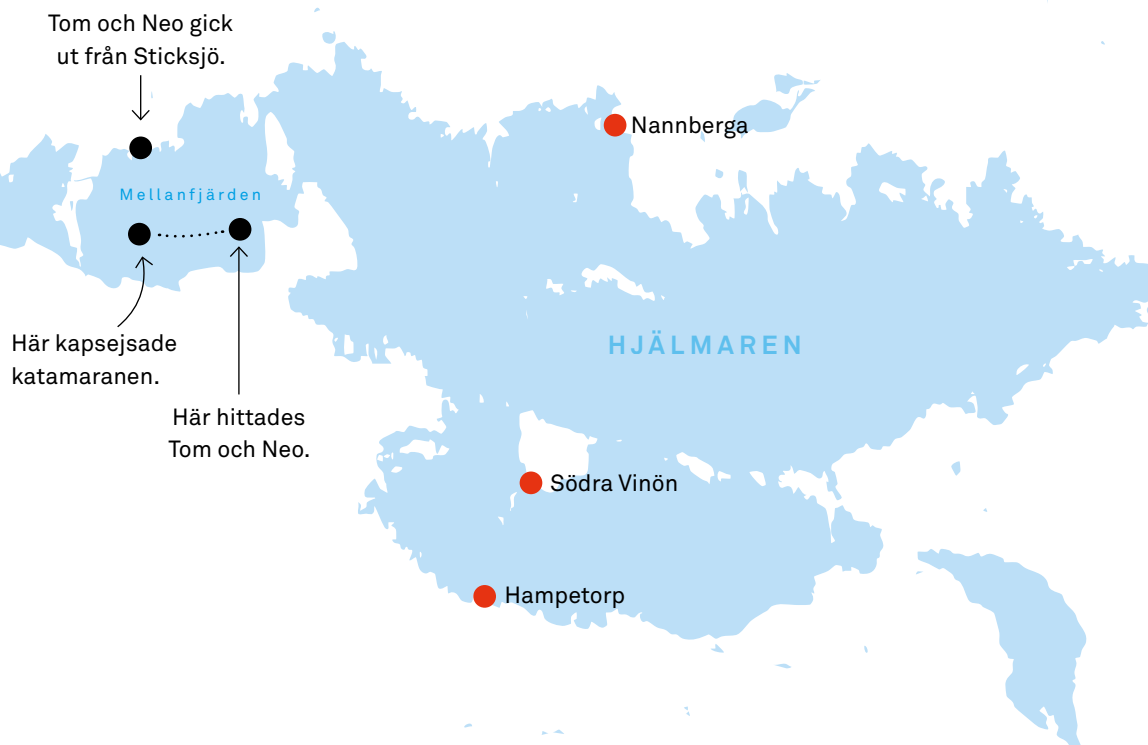 Tom och Neo gick
ut från Sticksjö.
Nannberga
Mellanfjärden
Här kapsejsade
katamaranen.
HJÄLMAREN
Här hittades
Tom och Neo.
Södra Vinön
Hampetorp